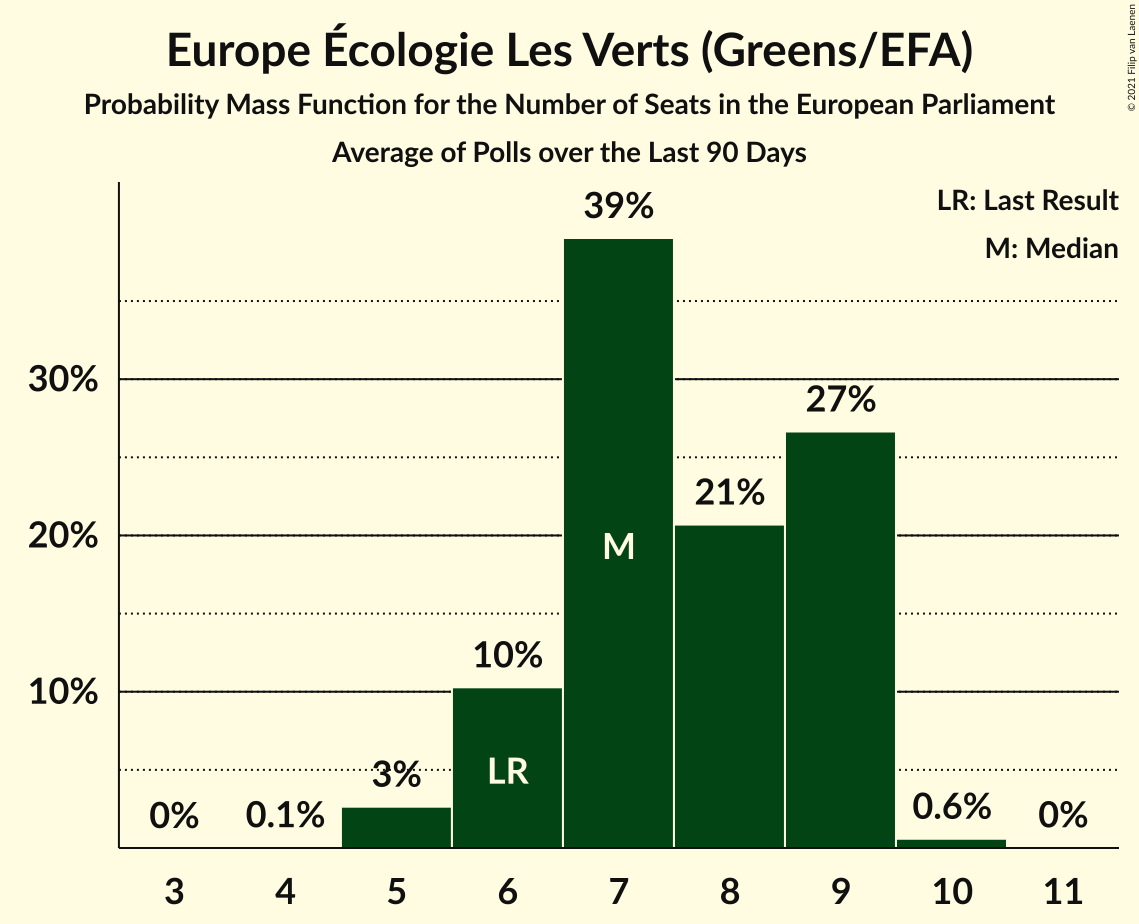 Europe Écologie Les Verts (Greens/EFA)
Probability Mass Function for the Number of Seats in the European Parliament
Average of Polls over the Last 90 Days
© 2021 Filip van Laenen
LR: Last Result
M: Median
39%
30%
27%
21%
20%
M
10%
10%
LR
3%
0%
0.1%
0.6%
0%
3 4 5 6 7 8 9 10 11